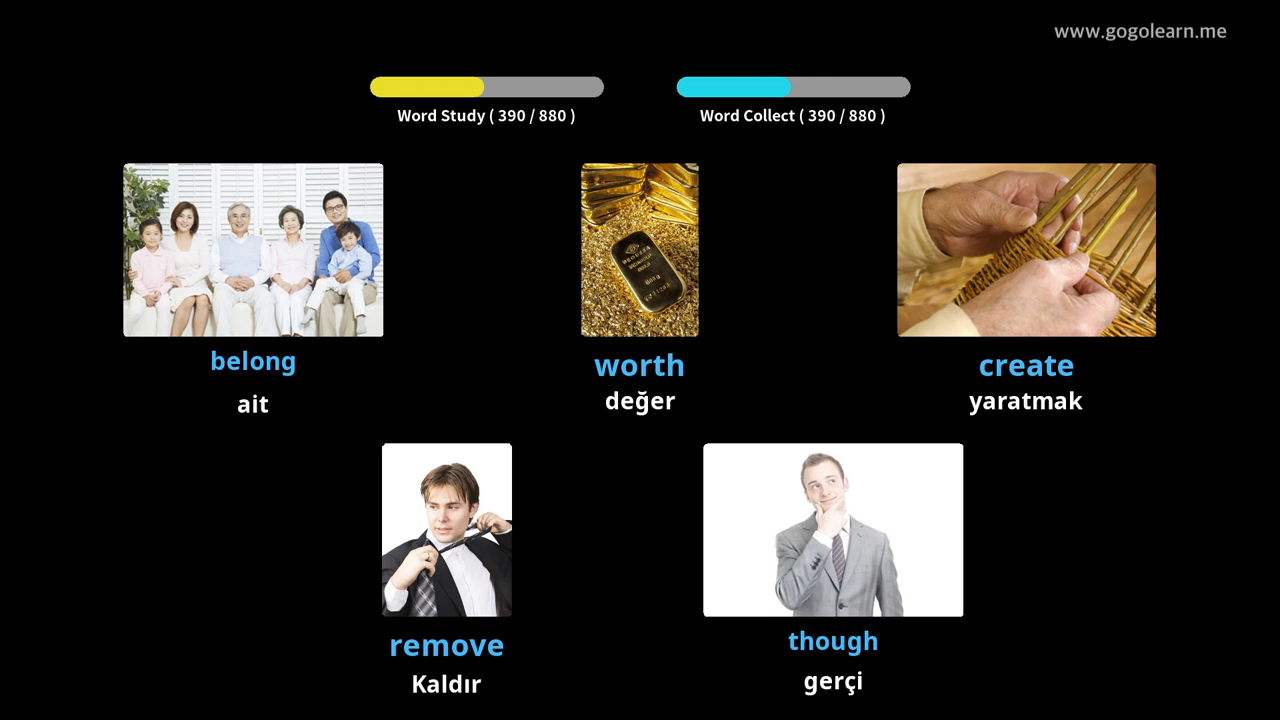 www.gogolearn.me
Word Study ( 390 / 880 )
Word Collect ( 390 / 880 )
belong
ait
worth
değer
create
yaratmak
remove
Kaldır
though
gerçi